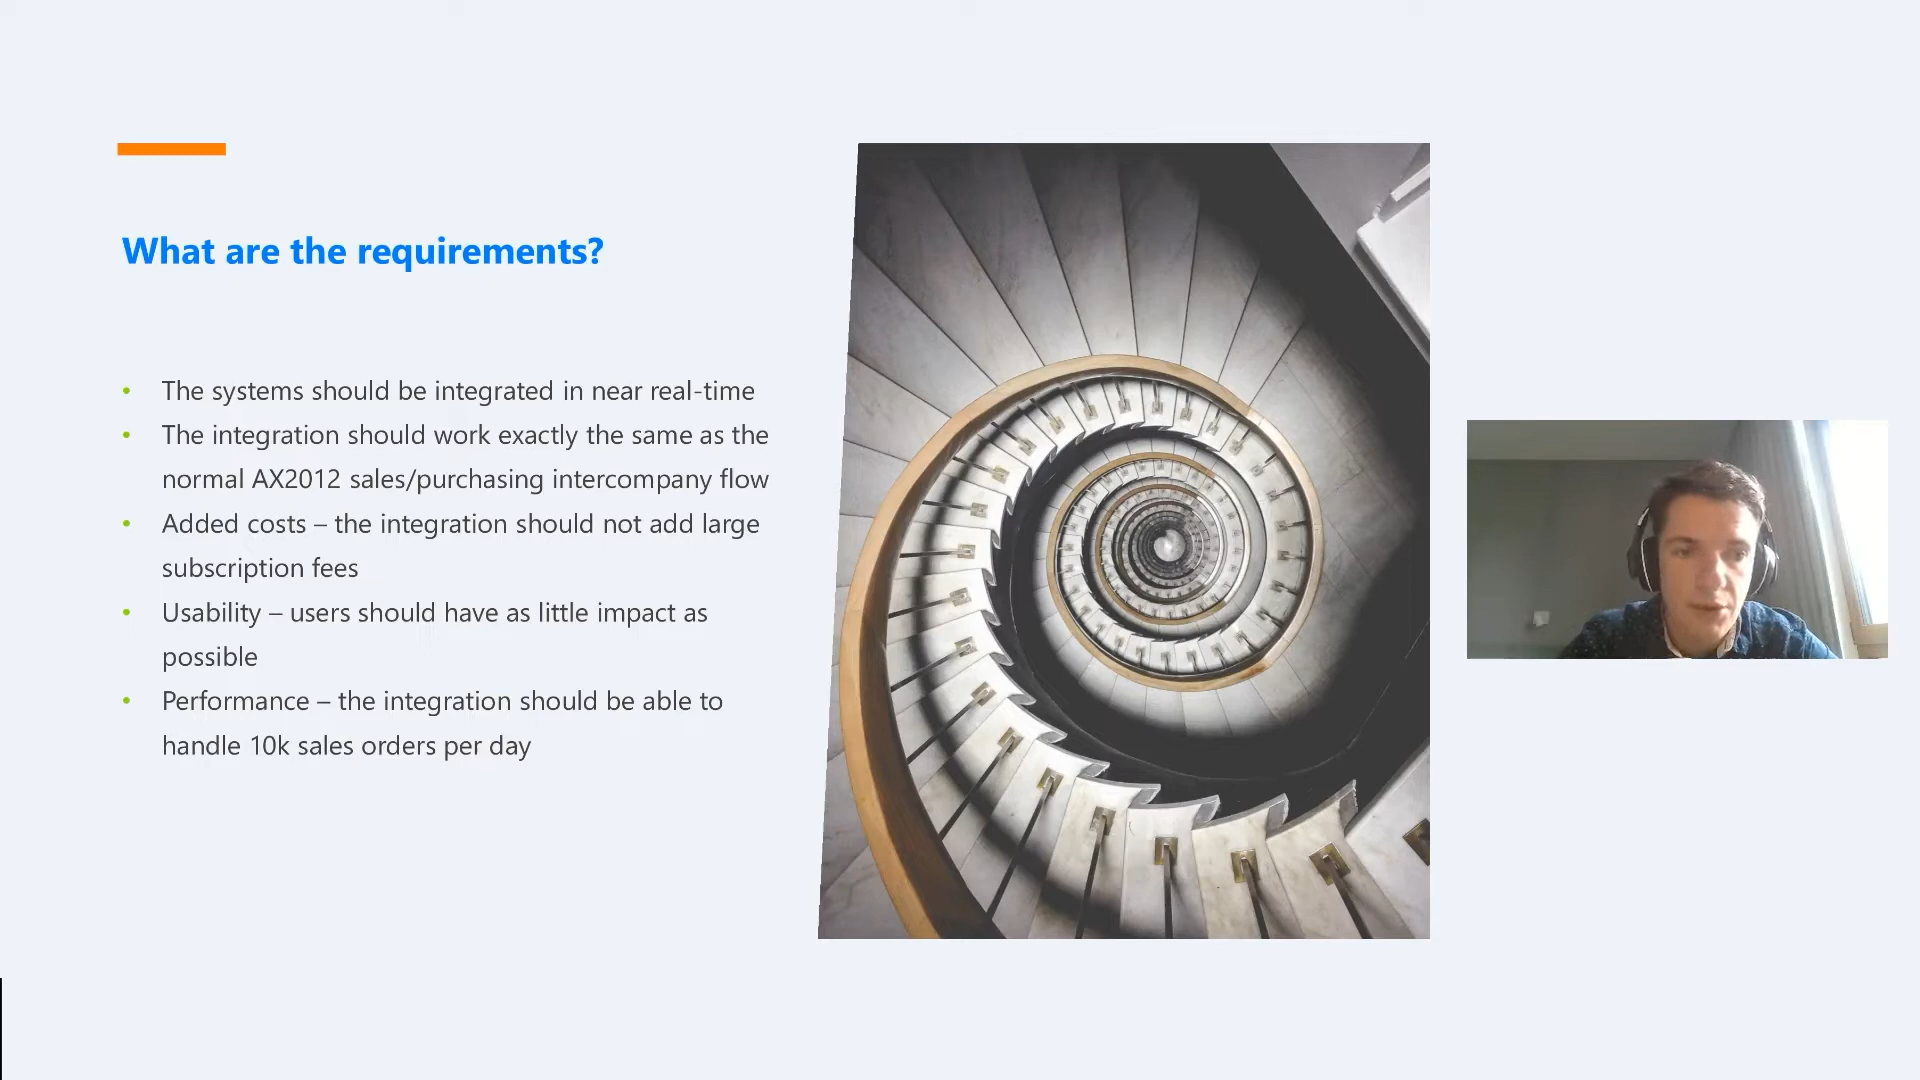 What are the requirements?
• The systems should be integrated in near real-time
• The integration should work exactly the same as the
normal AX2012 sales/purchasing intercompany flow
• Added costs – the integration should not add large
subscription fees
• Usability – users should have as little impact as
possible
• Performance – the integration should be able to
handle 10k sales orders per day